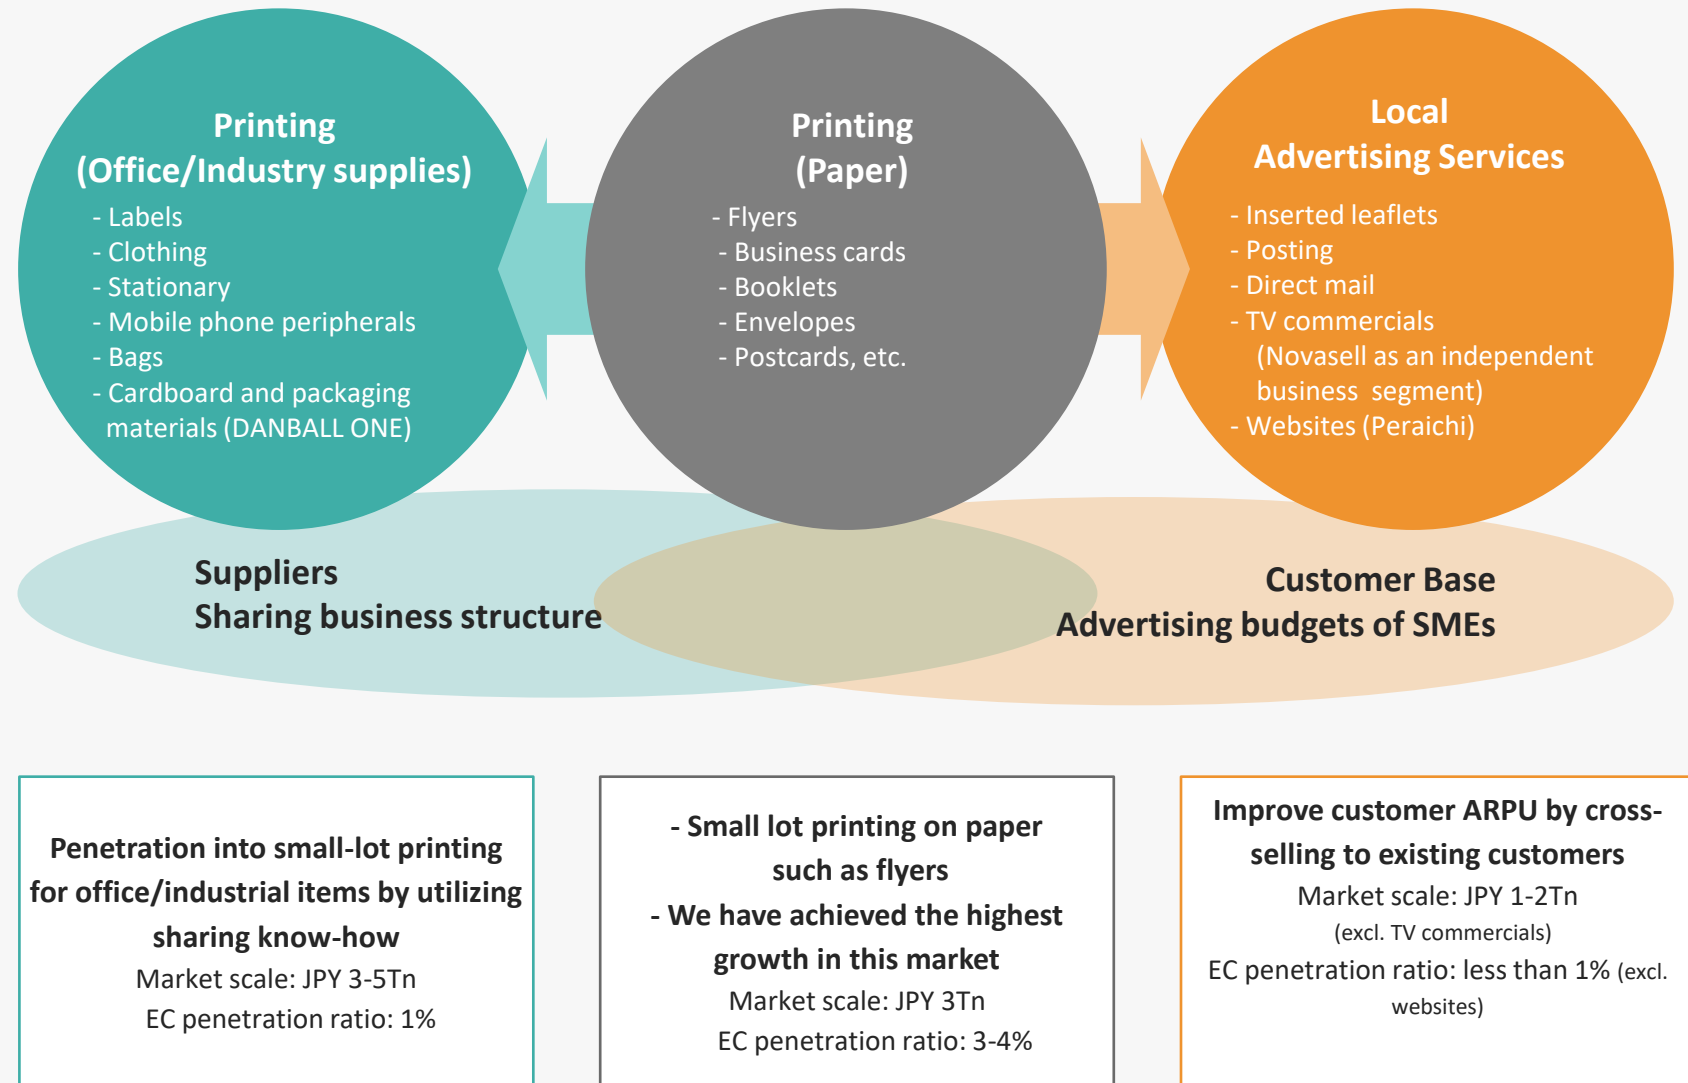 Printing
(Office/Industry supplies)
- Labels
- Clothing
- Stationary
- Mobile phone peripherals
- Bags
- Cardboard and packaging
materials (DANBALL ONE)
Printing
(Paper)
- Flyers
- Business cards
- Booklets
- Envelopes
- Postcards, etc.
Local
Advertising Services
- Inserted leaflets
- Posting
- Direct mail
- TV commercials
(Novasell as an independent
business segment)
- Websites (Peraichi)
Suppliers
Sharing business structure
Customer Base
Advertising budgets of SMEs
Penetration into small-lot printing
for office/industrial items by utilizing
sharing know-how
Market scale: JPY 3-5Tn
EC penetration ratio: 1%
- Small lot printing on paper
such as flyers
- We have achieved the highest
growth in this market
Market scale: JPY 3Tn
EC penetration ratio: 3-4%
Improve customer ARPU by cross-
selling to existing customers
Market scale: JPY 1-2Tn
(excl. TV commercials)
EC penetration ratio: less than 1% (excl.
websites)